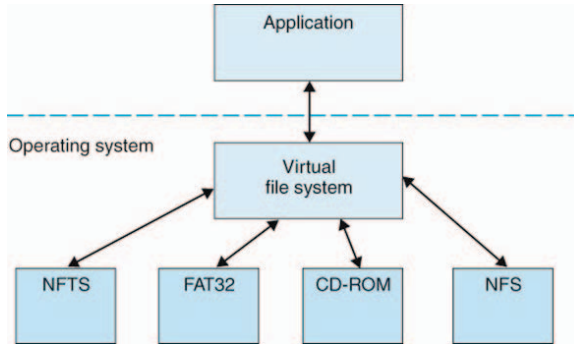 Application
Operating system
Virtual
file system
NFTS
FAT32
CD-ROM
NFS